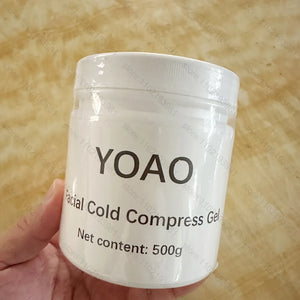 YOAO
Facial Cold Compress Gel
Net content: 500g